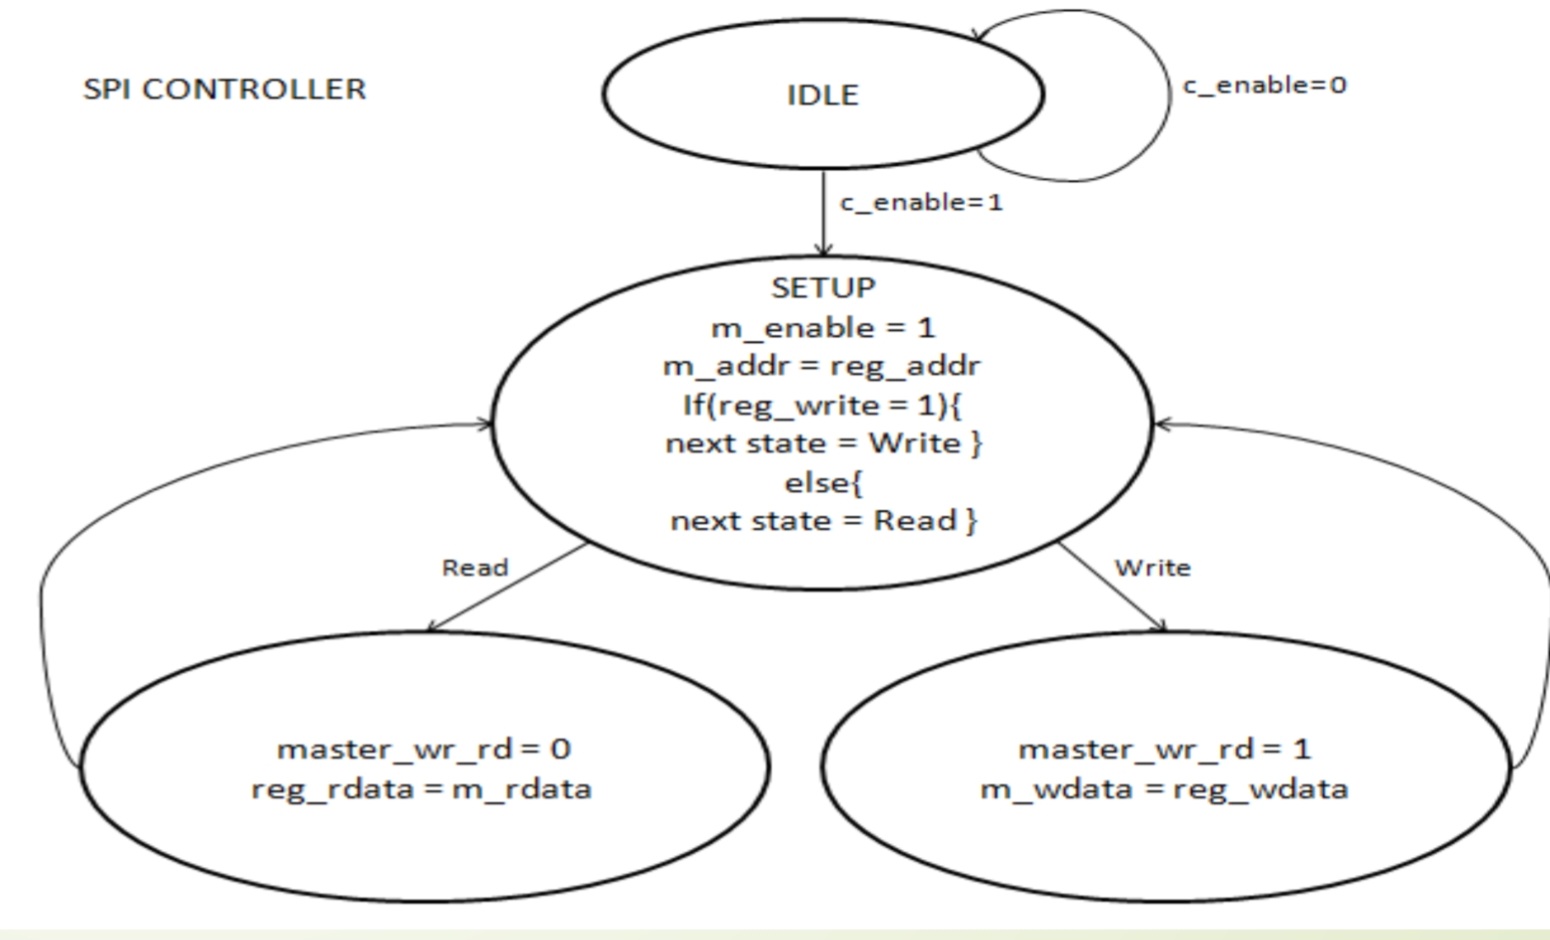 SPI CONTROLLER
IDLE
c_enable=0
c_enable=1
SETUP
m_enable = 1
m_addr = reg_addr
If(reg_write = 1){
next state = Write }
else{
next state = Read }
Read
Write
master_wr_rd = 0
reg_rdata = m_rdata
master_wr_rd = 1
m_wdata = reg_wdata